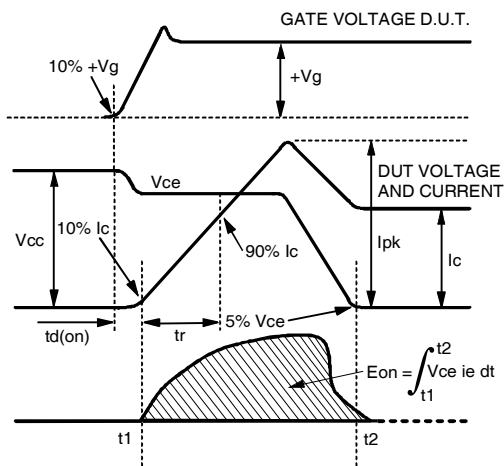 GATE VOLTAGE D.U.T.
10% +Vg
+Vg
Vce
DUT VOLTAGE
AND CURRENT
Vcc
10% Ic
90% Ic
Ipk
Ic
td(on)
tr
5% Vce
Eon = ∫ Vce ie dt
t2
t1
t1
t2